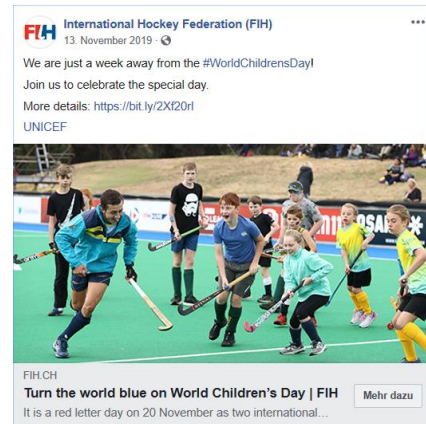 FIH
International Hockey Federation (FIH)
13. November 2019 ·
We are just a week away from the #WorldChildrensDay!
Join us to celebrate the special day.
More details: https://bit.ly/2Xf20rl
UNICEF
FIH.CH
Turn the world blue on World Children's Day | FIH
Mehr dazu
It is a red letter day on 20 November as two international...